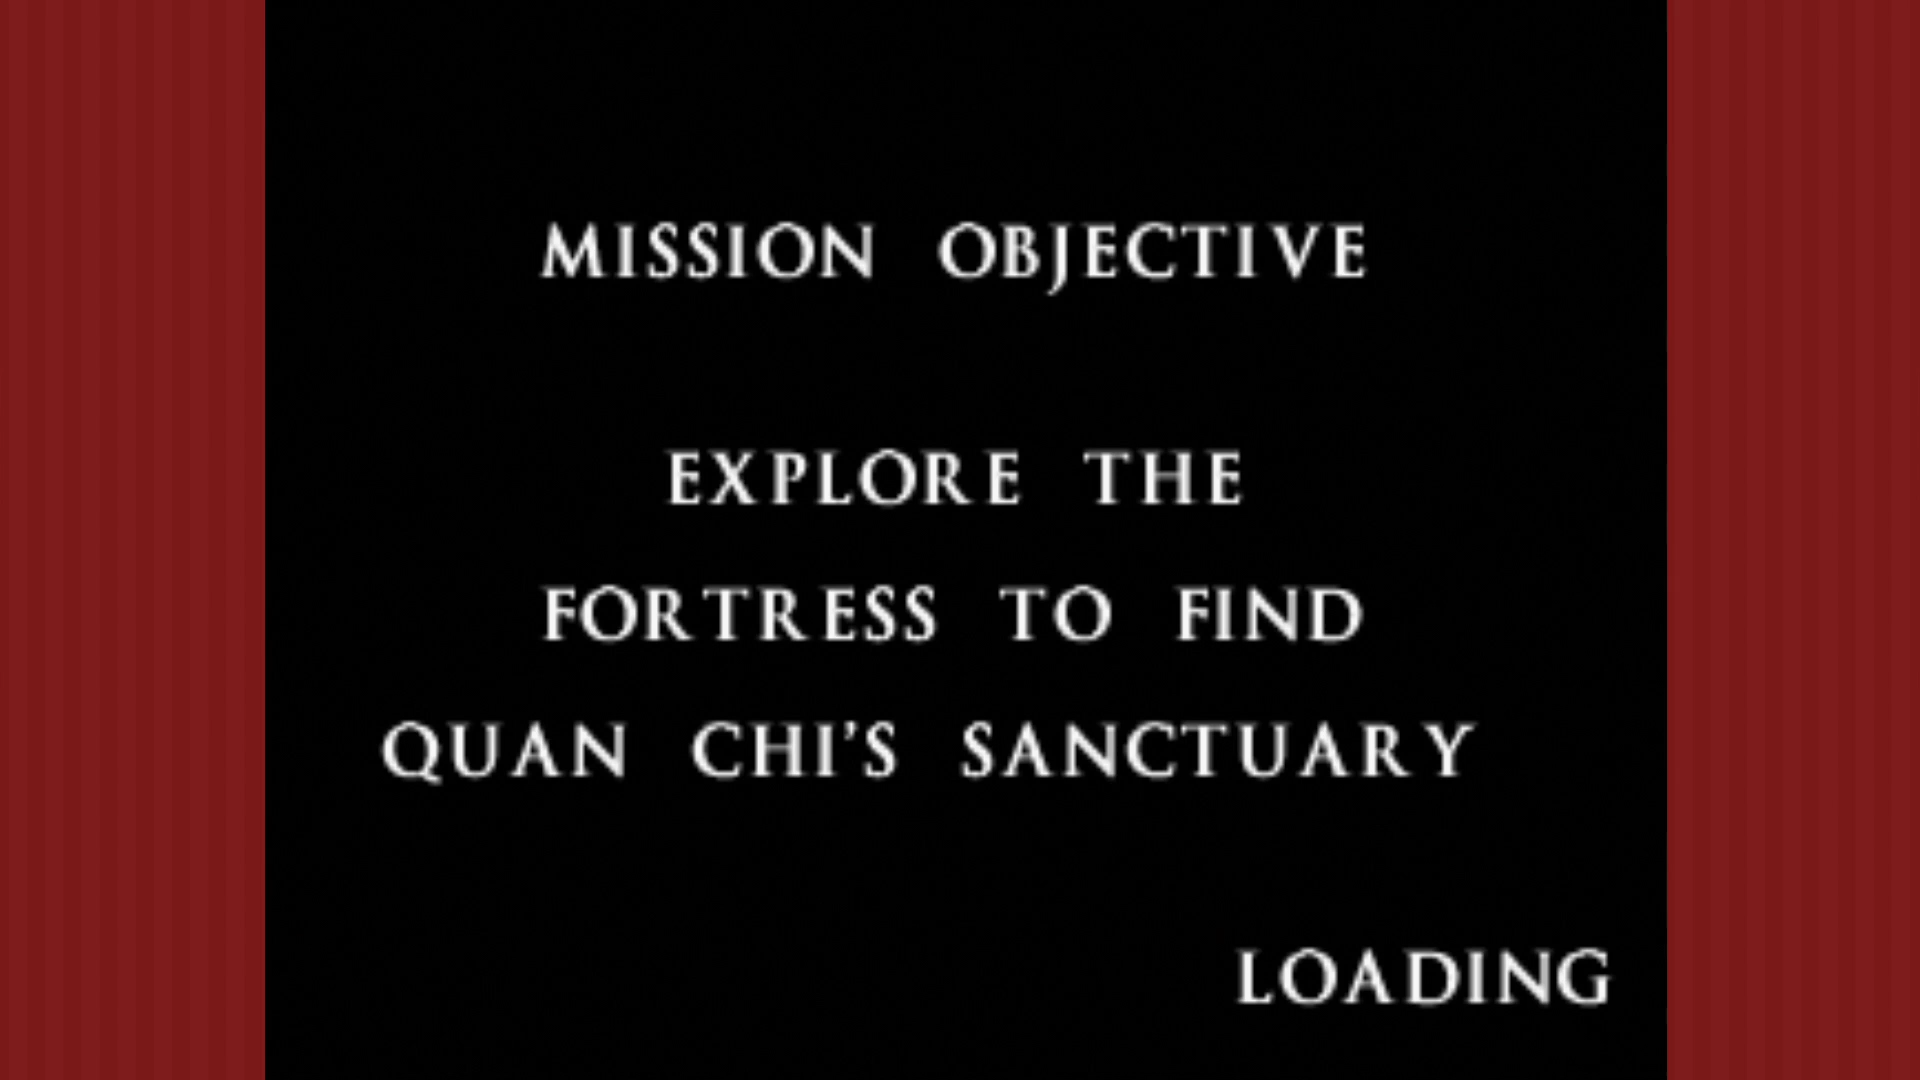 MISSION OBJECTIVE
EXPLORE THE
FORTRESS TO FIND
QUAN CHI'S SANCTUARY
LOADING